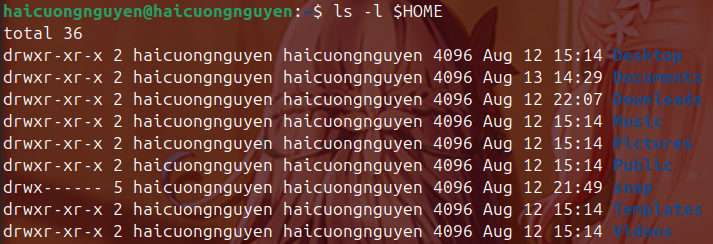 haicuongnguyen@haicuongnguyen:~$ ls -l $HOME
total 36
drwxr-xr-x 2 haicuongnguyen haicuongnguyen 4096 Aug 12 15:14 Desktop
drwxr-xr-x 2 haicuongnguyen haicuongnguyen 4096 Aug 13 14:29 Documents
drwxr-xr-x 2 haicuongnguyen haicuongnguyen 4096 Aug 12 22:07 Downloads
drwxr-xr-x 2 haicuongnguyen haicuongnguyen 4096 Aug 12 15:14 Music
drwxr-xr-x 2 haicuongnguyen haicuongnguyen 4096 Aug 12 15:14 Pictures
drwxr-xr-x 2 haicuongnguyen haicuongnguyen 4096 Aug 12 15:14 Public
drwx------ 5 haicuongnguyen haicuongnguyen 4096 Aug 12 21:49 snap
drwxr-xr-x 2 haicuongnguyen haicuongnguyen 4096 Aug 12 15:14 Templates
drwxr-xr-x 2 haicuongnguyen haicuongnguyen 4096 Aug 12 15:14 Videos